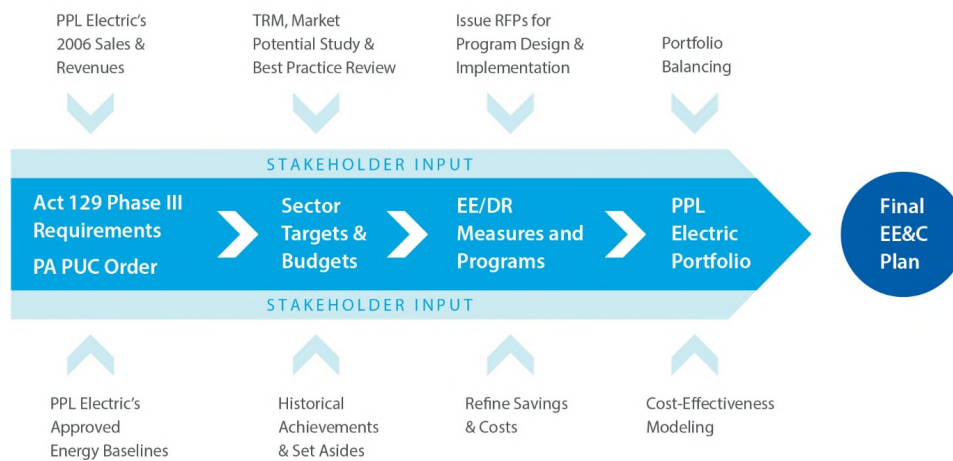 PPL Electric's
2006 Sales &
Revenues
TRM, Market
Potential Study &
Best Practice Review
Issue RFPs for
Program Design &
Implementation
Portfolio
Balancing
STAKEHOLDER INPUT
Act 129 Phase III
Requirements
PA PUC Order
Sector
Targets &
Budgets
EE/DR
Measures and
Programs
PPL
Electric
Portfolio
Final
EE&C
Plan
STAKEHOLDER INPUT
PPL Electric's
Approved
Energy Baselines
Historical
Achievements
& Set Asides
Refine Savings
& Costs
Cost-Effectiveness
Modeling